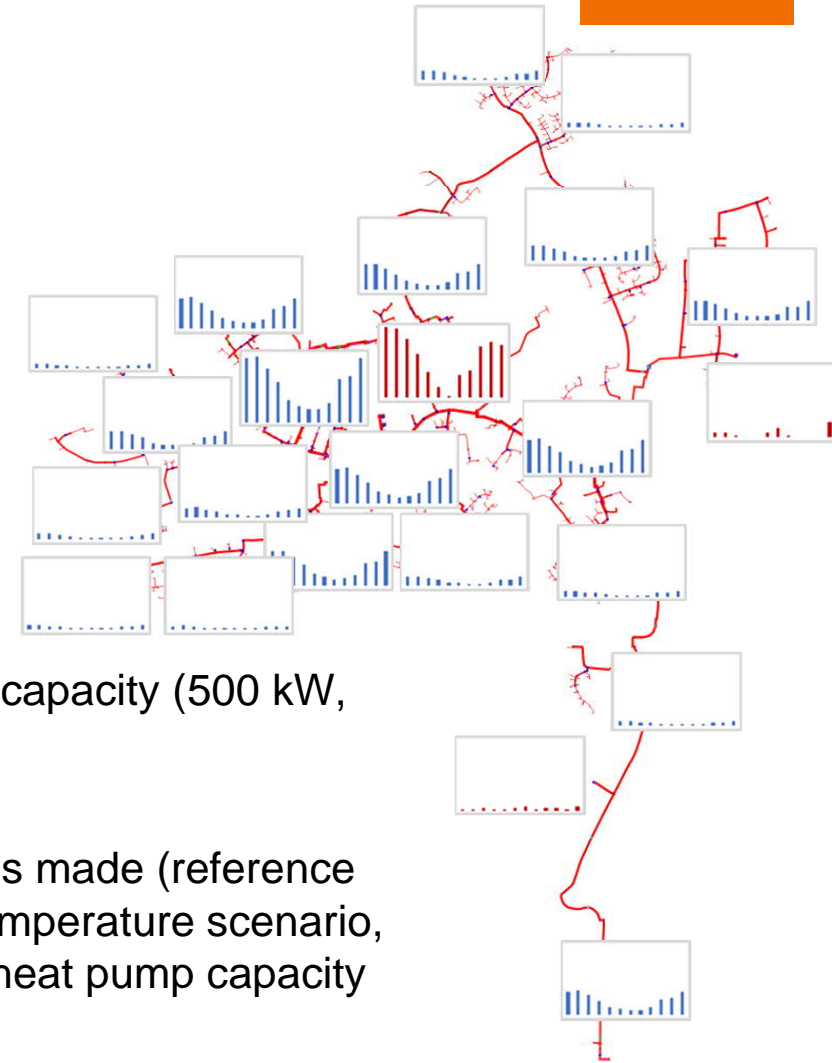 capacity (500 kW,
s made (reference
mperature scenario,
heat pump capacity